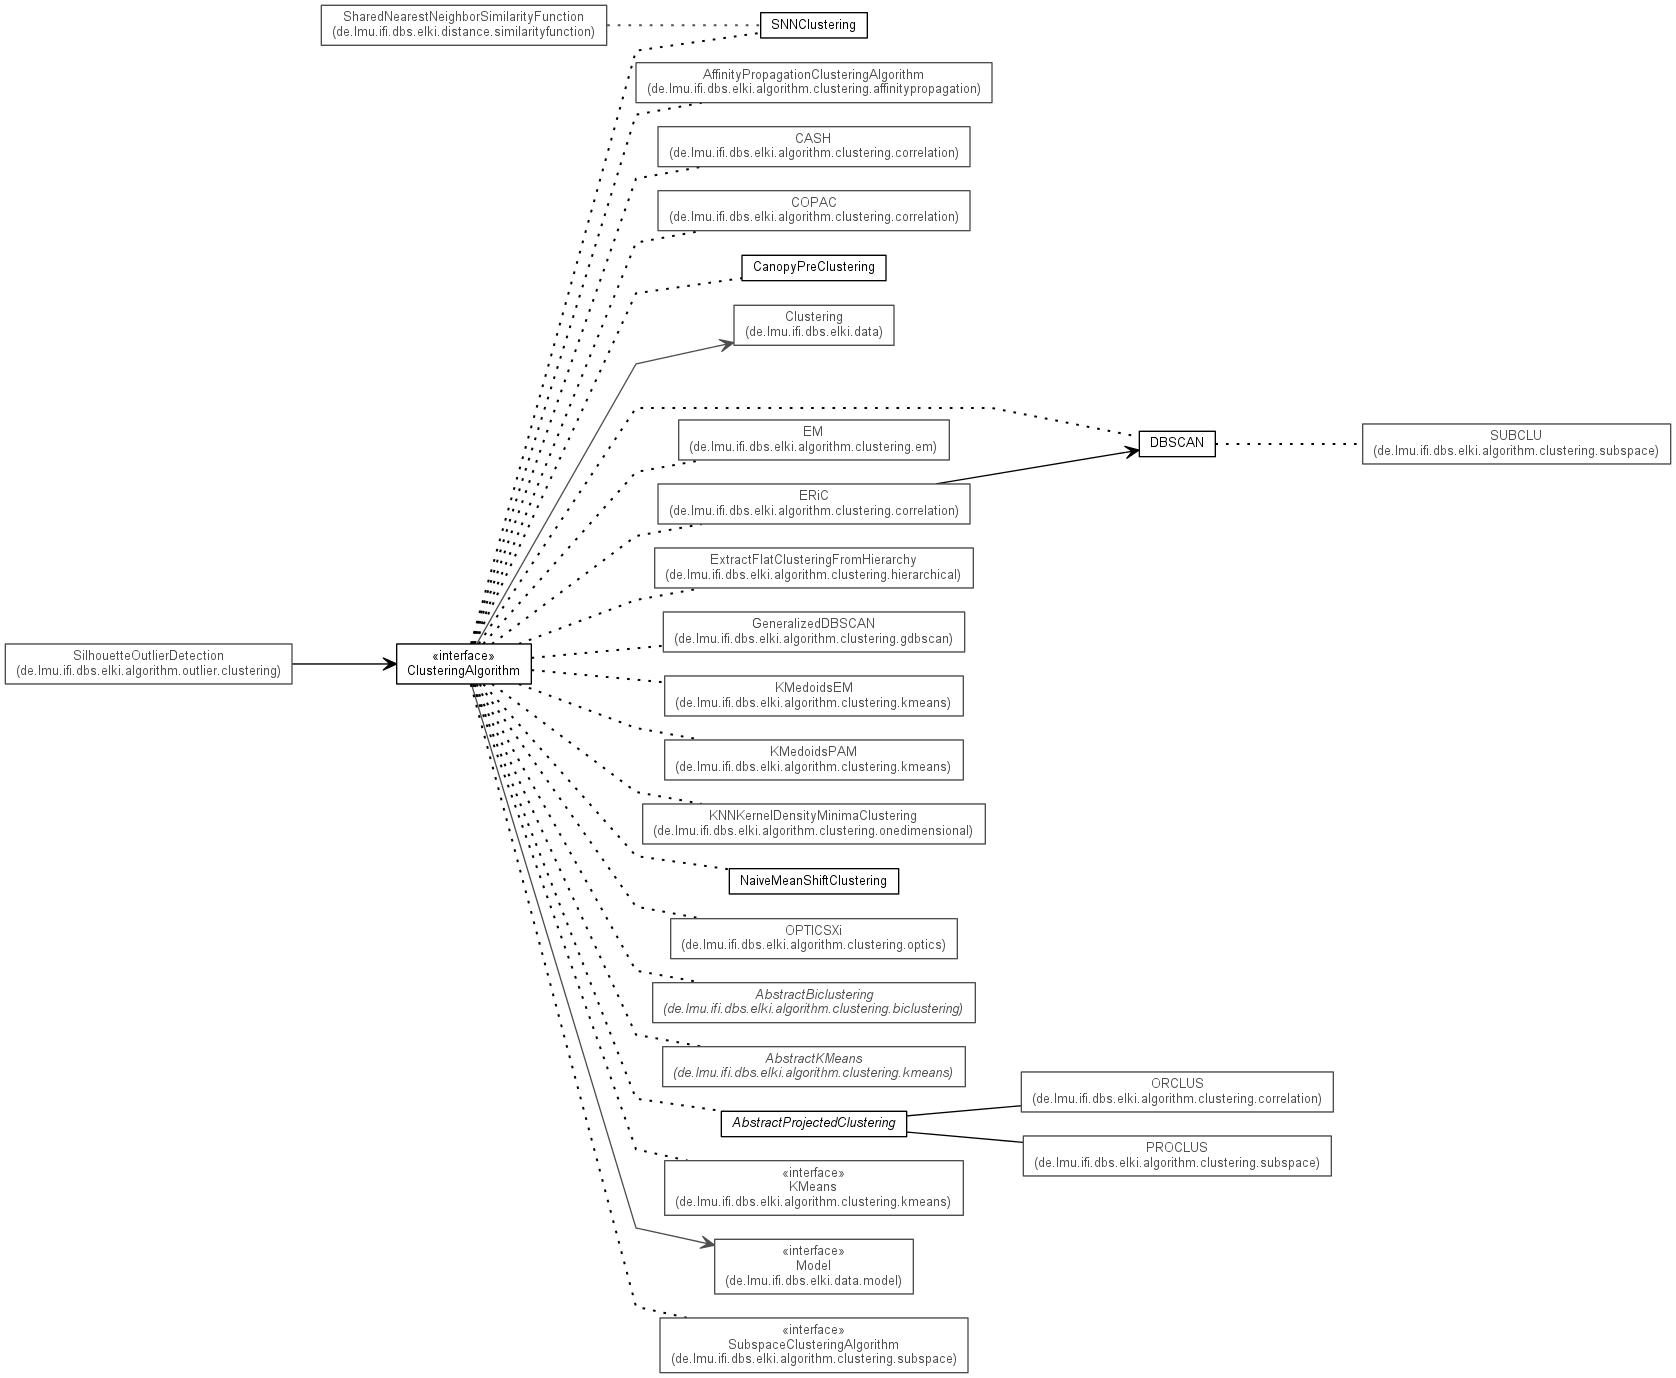 SharedNearestNeighborSimilarityFunction
(de.lmu.ifi.dbs.elki.distance.similarityfunction)
SNNClustering
AffinityPropagationClusteringAlgorithm
(de.lmu.ifi.dbs.elki.algorithm.clustering.affinitypropagation)
CASH
(de.lmu.ifi.dbs.elki.algorithm.clustering.correlation)
COPAC
(de.lmu.ifi.dbs.elki.algorithm.clustering.correlation)
CanopyPreClustering
Clustering
(de.lmu.ifi.dbs.elki.data)
EM
(de.lmu.ifi.dbs.elki.algorithm.clustering.em)
DBSCAN
SUBCLU
(de.lmu.ifi.dbs.elki.algorithm.clustering.subspace)
ERiC
(de.lmu.ifi.dbs.elki.algorithm.clustering.correlation)
ExtractFlatClusteringFromHierarchy
(de.lmu.ifi.dbs.elki.algorithm.clustering.hierarchical)
GeneralizedDBSCAN
(de.lmu.ifi.dbs.elki.algorithm.clustering.gdbscan)
SilhouetteOutlierDetection
(de.lmu.ifi.dbs.elki.algorithm.outlier.clustering)
«interface»
ClusteringAlgorithm
KMedoidsEM
(de.lmu.ifi.dbs.elki.algorithm.clustering.kmeans)
KMedoidsPAM
(de.lmu.ifi.dbs.elki.algorithm.clustering.kmeans)
KNNKernelDensityMinimaClustering
(de.lmu.ifi.dbs.elki.algorithm.clustering.onedimensional)
NaiveMeanShiftClustering
OPTICSXi
(de.lmu.ifi.dbs.elki.algorithm.clustering.optics)
AbstractBiclustering
(de.lmu.ifi.dbs.elki.algorithm.clustering.biclustering)
AbstractKMeans
(de.lmu.ifi.dbs.elki.algorithm.clustering.kmeans)
AbstractProjectedClustering
ORCLUS
(de.lmu.ifi.dbs.elki.algorithm.clustering.correlation)
PROCLUS
(de.lmu.ifi.dbs.elki.algorithm.clustering.subspace)
«interface»
KMeans
(de.lmu.ifi.dbs.elki.algorithm.clustering.kmeans)
«interface»
Model
(de.lmu.ifi.dbs.elki.data.model)
«interface»
SubspaceClusteringAlgorithm
(de.lmu.ifi.dbs.elki.algorithm.clustering.subspace)